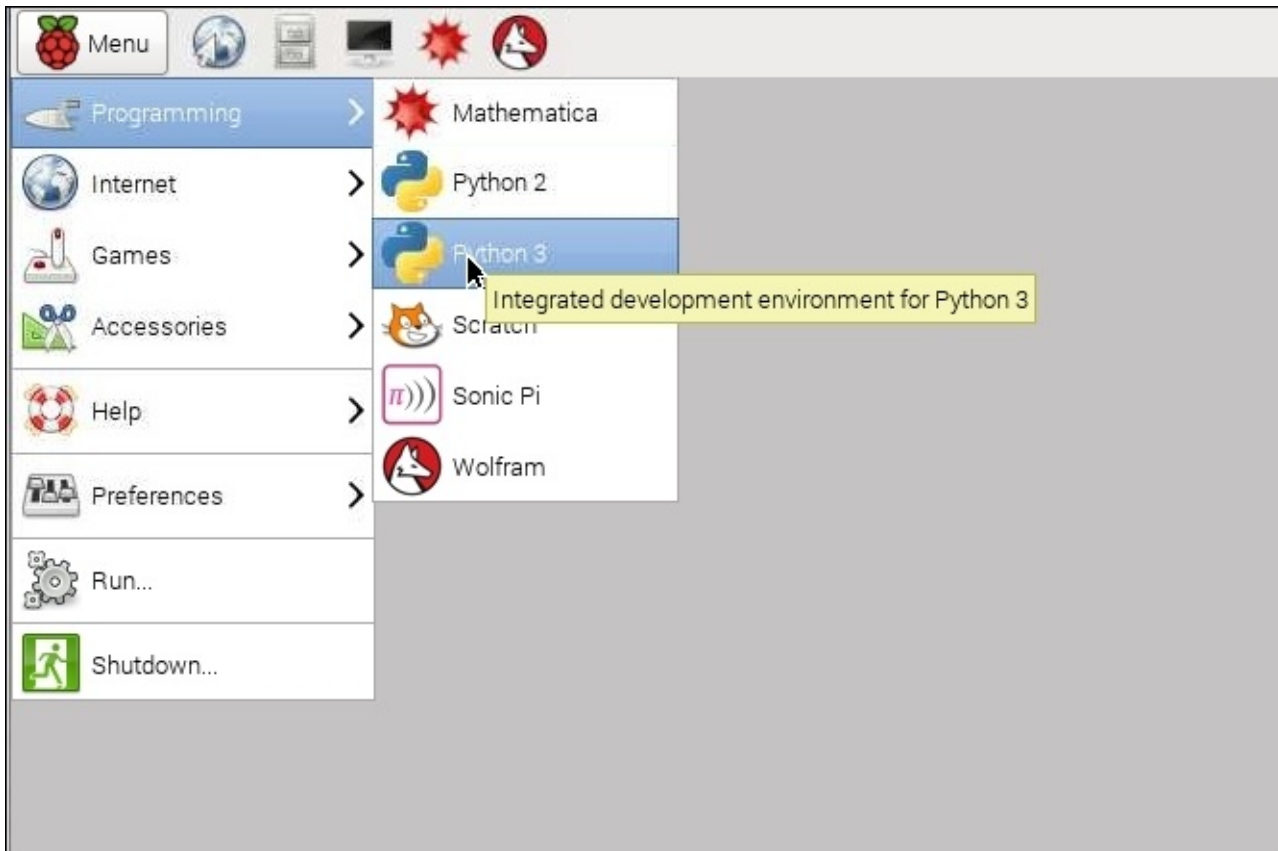 Menu
Programming
Internet
Games
Accessories
Help
Preferences
Run...
Shutdown...
Mathematica
Python 2
Python 3
Integrated development environment for Python 3
Scratch
π)))
Sonic Pi
Wolfram